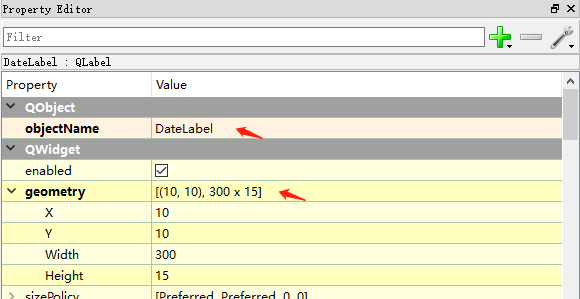 Property Editor
Filter
DateLabel : QLabel
Property Value
QObject
objectName DateLabel
QWidget
enabled
geometry [(10, 10), 300 x 15]
X 10
Y 10
Width 300
Height 15
sizePolicy [Preferred, Preferred, 0, 0]